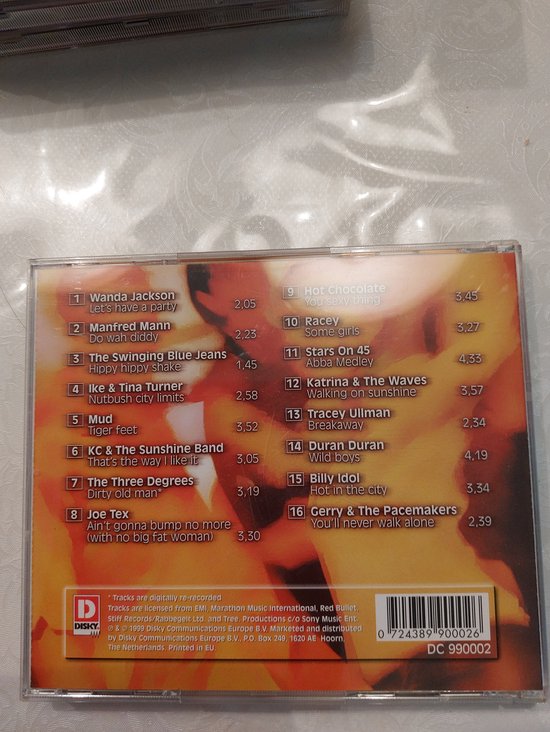 1 Wanda Jackson
Let's have a party 2,05
2 Manfred Mann
Do wah diddy 2,23
3 The Swinging Blue Jeans
Hippy hippy shake 1,45
4 Ike & Tina Turner
Nutbush city limits 2,58
5 Mud
Tiger feet 3,52
6 KC & The Sunshine Band
That's the way I like it 3,05
7 The Three Degrees
Dirty old man* 3,19
8 Joe Tex
Ain't gonna bump no more
(with no big fat woman) 3,30
9 Hot Chocolate
You sexy thing 3,45
10 Racey
Some girls 3,27
11 Stars On 45
Abba Medley 4,33
12 Katrina & The Waves
Walking on sunshine 3,57
13 Tracey Ullman
Breakaway 2,34
14 Duran Duran
Wild boys 4,19
15 Billy Idol
Hot in the city 3,34
16 Gerry & The Pacemakers
You'll never walk alone 2,39
D
DISKY
* Tracks are digitally re-recorded
Tracks are licensed from EMI, Marathon Music International, Red Bullet,
Stiff Records/Rabbegelt Ltd. and Tree Productions c/o Sony Music Ent.
℗ & © 1999 Disky Communications Europe B.V. Marketed and distributed
by Disky Communications Europe B.V., P.O. Box 249, 1620 AE Hoorn,
The Netherlands. Printed in EU.
0 724389 900026
DC 990002